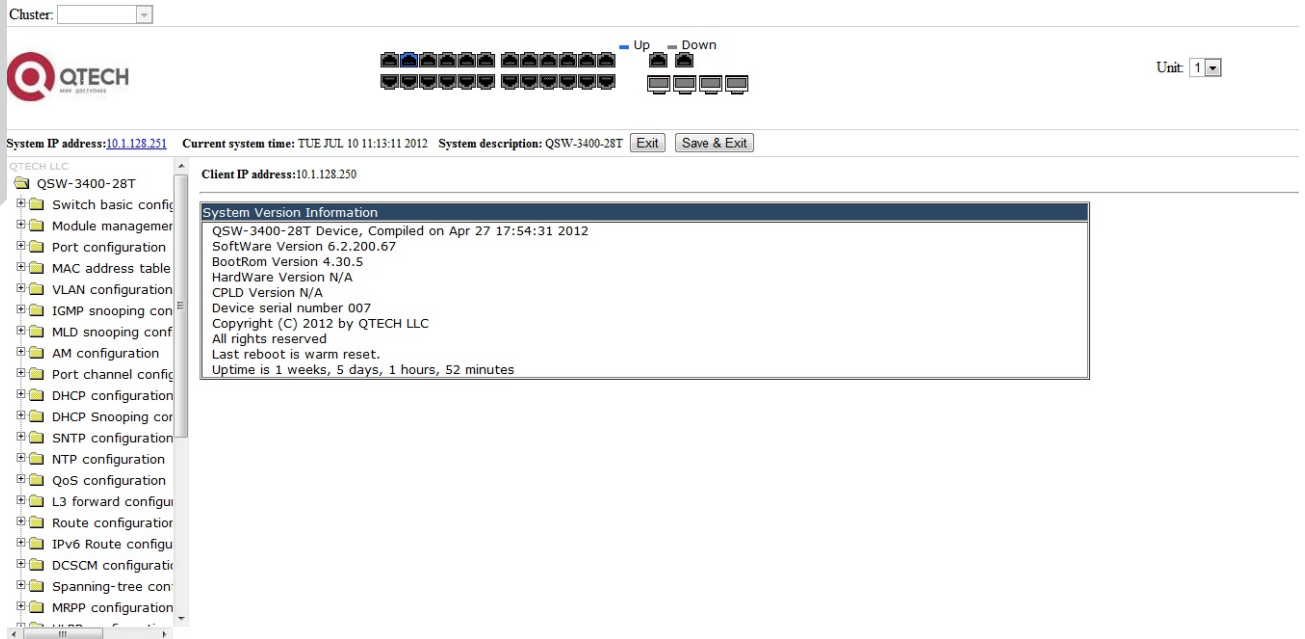 Cluster:
Up Down
QTECH
МИР ДОСТУПНЕЕ
Unit: 1
System IP address:10.1.128.251 Current system time: TUE JUL 10 11:13:11 2012 System description: QSW-3400-28T Exit Save & Exit
QTECH LLC
QSW-3400-28T
Switch basic config
Module managemen
Port configuration
MAC address table
VLAN configuration
IGMP snooping con
MLD snooping conf
AM configuration
Port channel config
DHCP configuration
DHCP Snooping con
SNTP configuration
NTP configuration
QoS configuration
L3 forward configur
Route configuration
IPv6 Route configu
DCSCM configuratio
Spanning-tree con
MRPP configuration
Client IP address:10.1.128.250
System Version Information
QSW-3400-28T Device, Compiled on Apr 27 17:54:31 2012
SoftWare Version 6.2.200.67
BootRom Version 4.30.5
HardWare Version N/A
CPLD Version N/A
Device serial number 007
Copyright (C) 2012 by QTECH LLC
All rights reserved
Last reboot is warm reset.
Uptime is 1 weeks, 5 days, 1 hours, 52 minutes